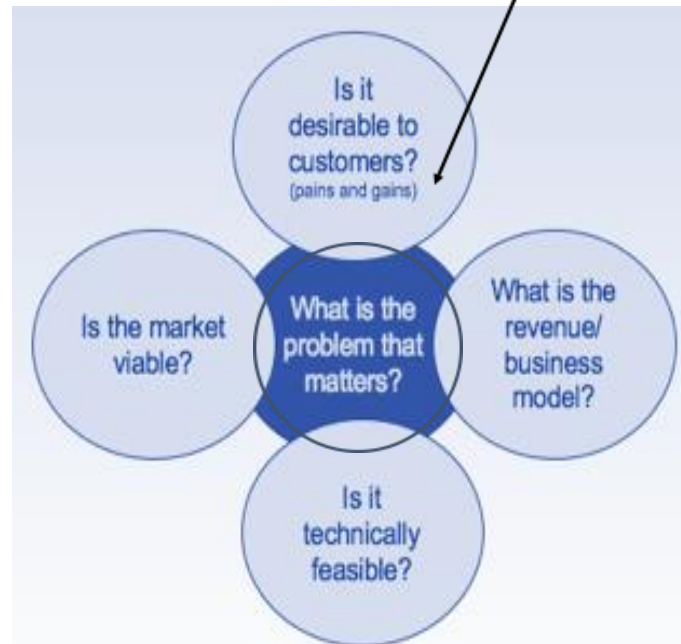 Is it
desirable to
customers?
(pains and gains)
Is the market
viable?
What is the
problem that
matters?
What is the
revenue/
business
model?
Is it
technically
feasible?